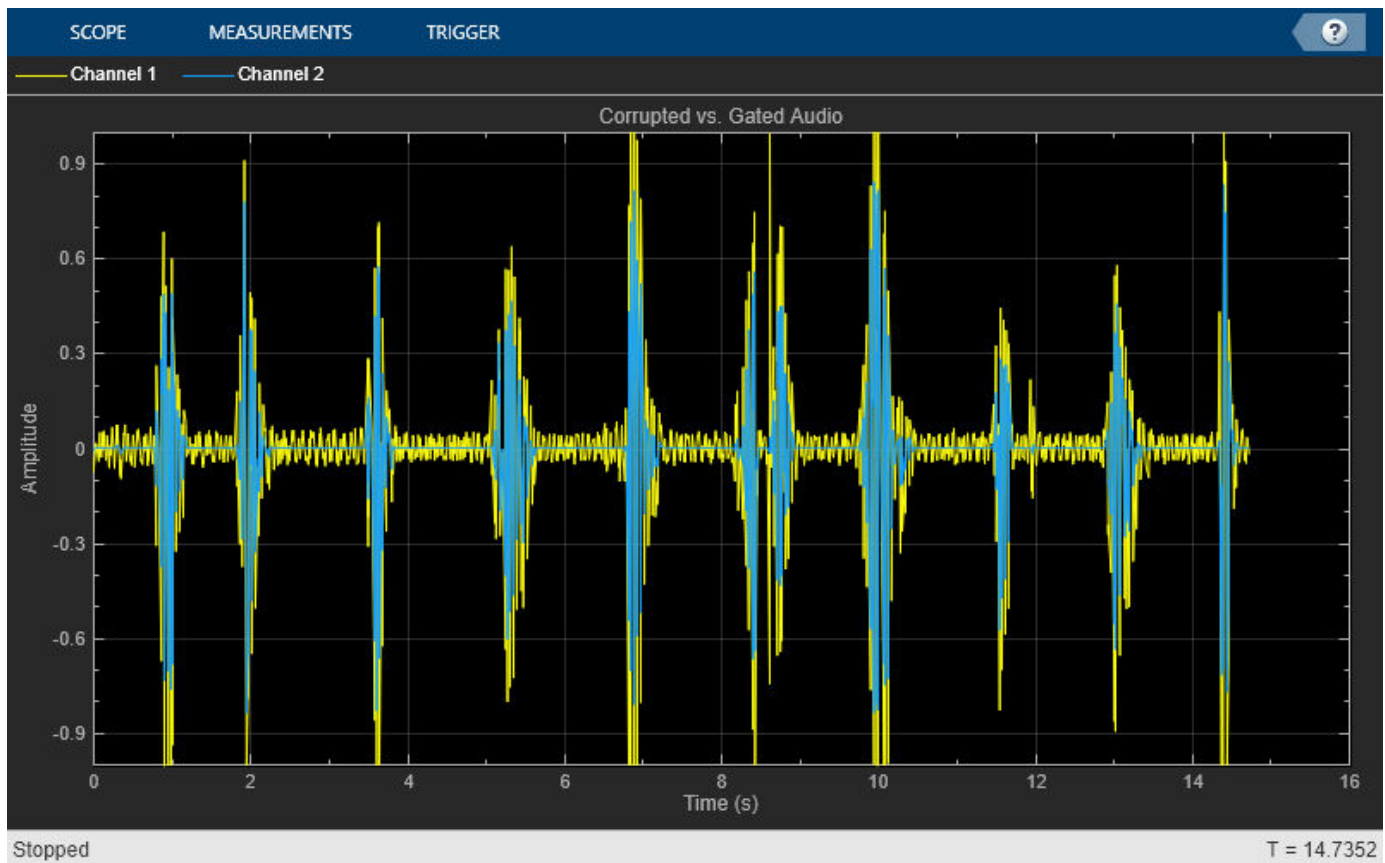 SCOPE MEASUREMENTS TRIGGER ?
Channel 1 Channel 2
Corrupted vs. Gated Audio
0.9
0.6
0.3
0
-0.3
-0.6
-0.9
Amplitude
0 2 4 6 8 10 12 14 16
Time (s)
Stopped T = 14.7352